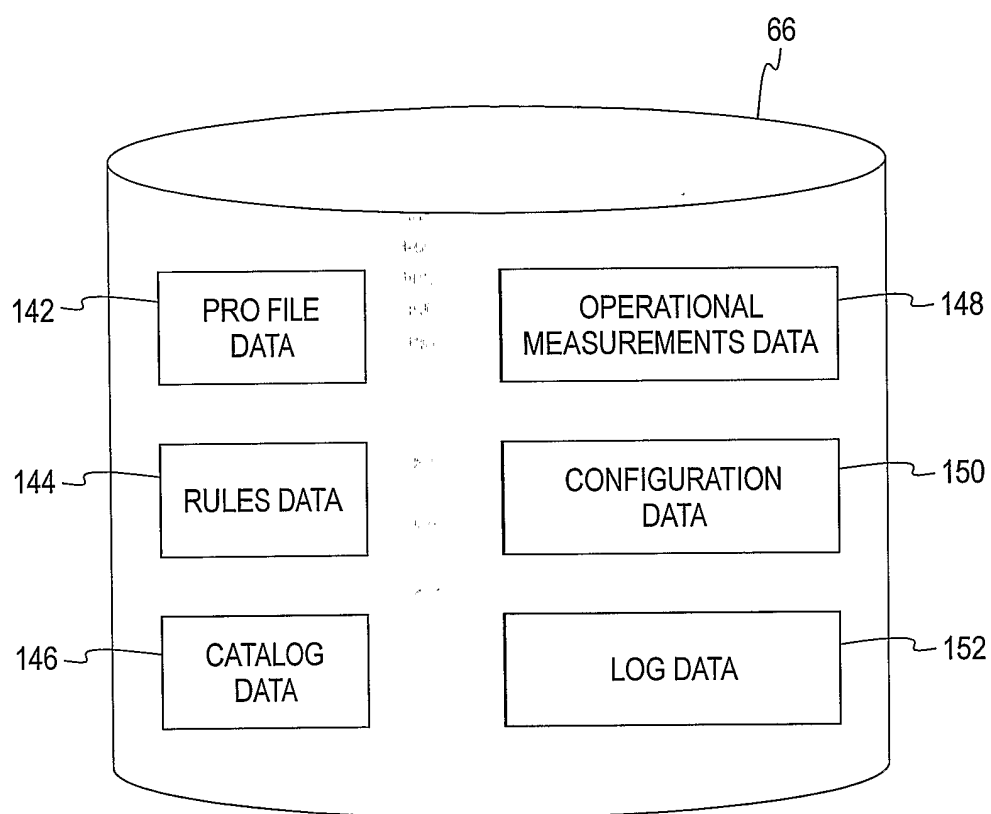 66
142
PRO FILE
DATA
OPERATIONAL
MEASUREMENTS DATA
148
144
RULES DATA
CONFIGURATION
DATA
150
146
CATALOG
DATA
LOG DATA
152